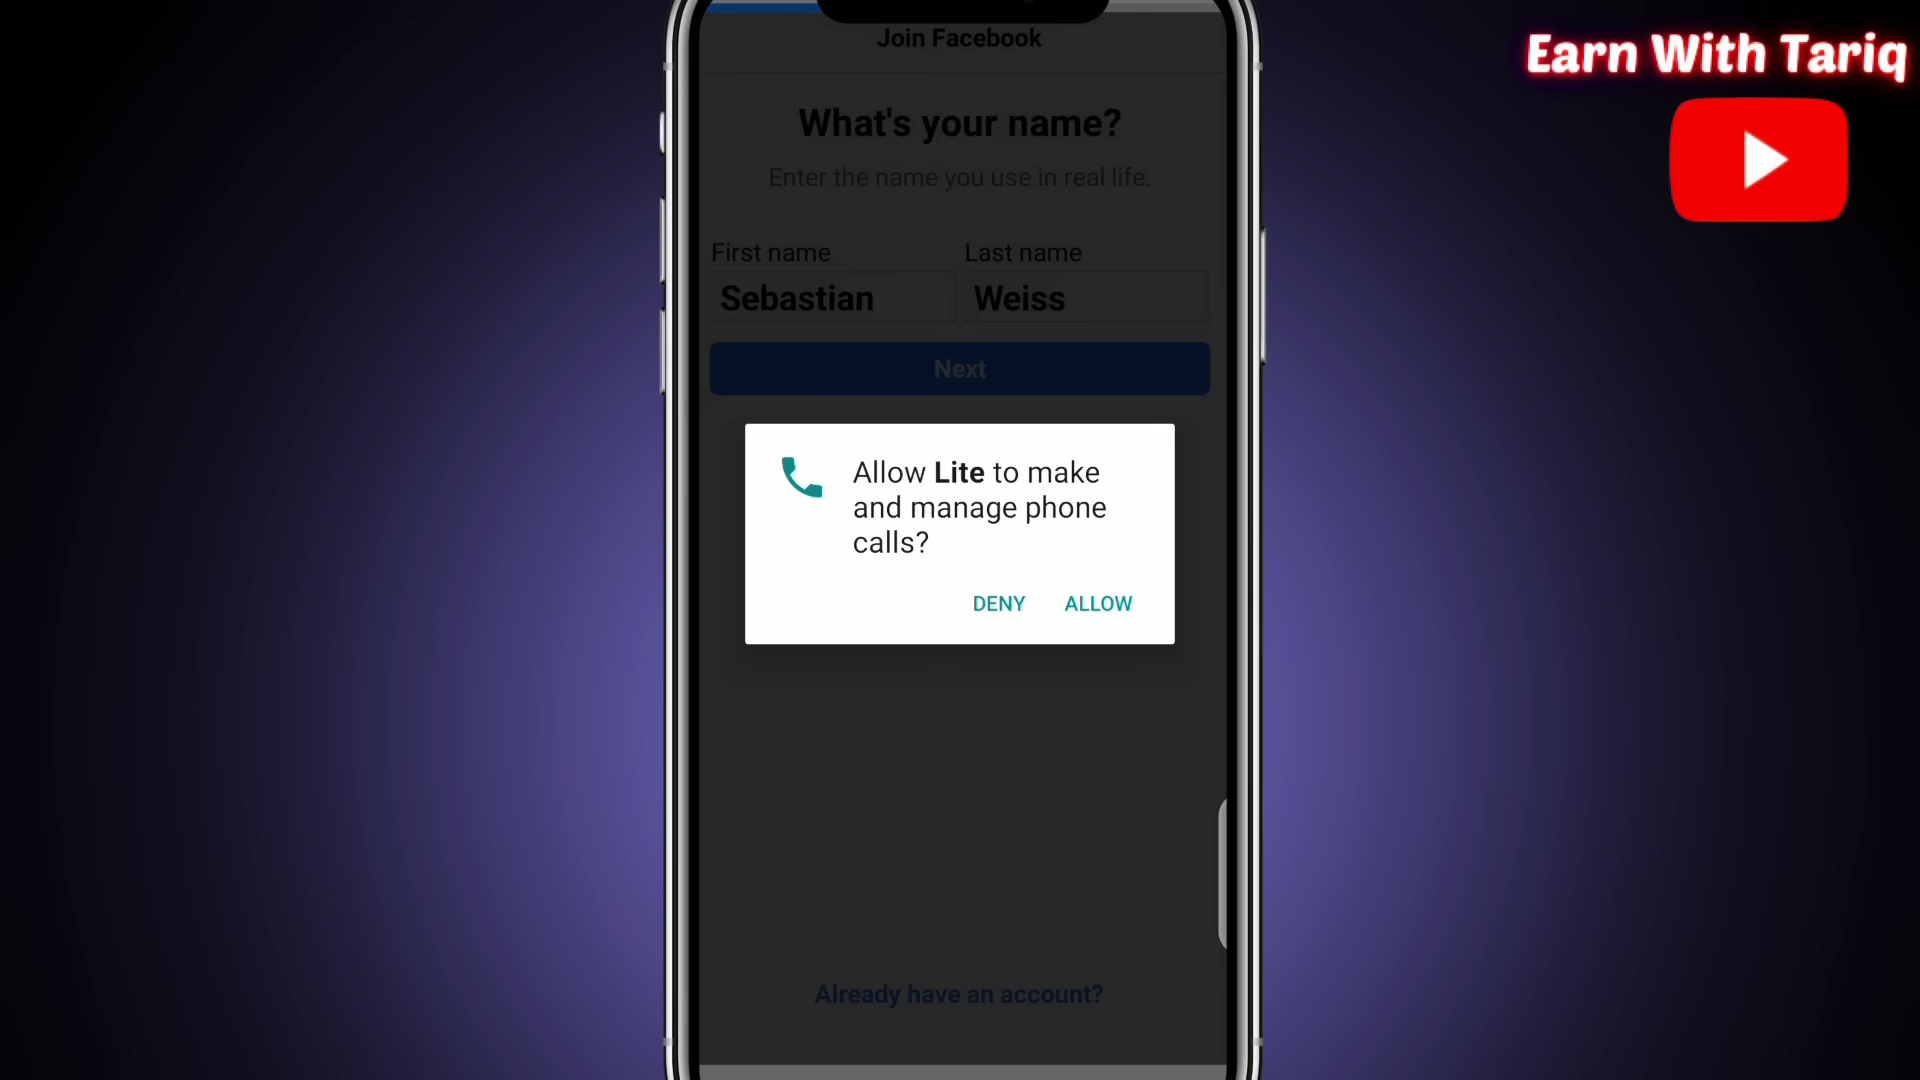 Earn With Tariq
Join Facebook
What's your name?
Enter the name you use in real life.
First name
Last name
Sebastian
Weiss
Next
Allow Lite to make
and manage phone
calls?
DENY
ALLOW
Already have an account?